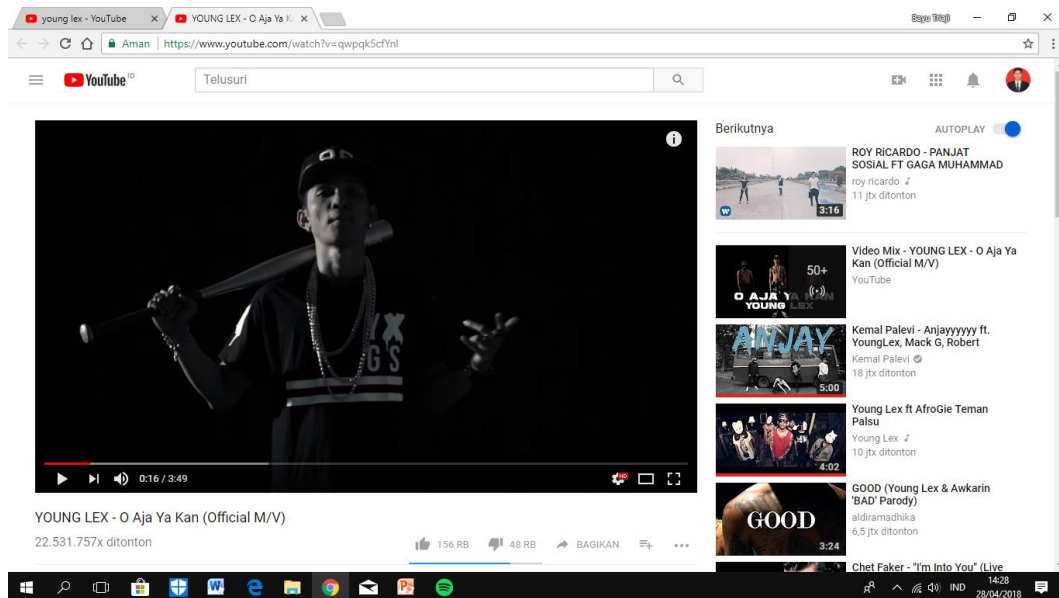 young lex - YouTube
YOUNG LEX - O Aja Ya K
Bayu Triaji
Aman | https://www.youtube.com/watch?v=qwpqk5cfYnI
YouTube ID
Telusuri
0:16 / 3:49
HD
YOUNG LEX - O Aja Ya Kan (Official M/V)
22.531.757x ditonton
156 RB
48 RB
BAGIKAN
Berikutnya
AUTOPLAY
3:16
ROY RiCARDO - PANJAT
SOSiAL FT GAGA MUHAMMAD
roy ricardo
11 jtx ditonton
50+
O AJA YA KAN
YOUNG LEX
Video Mix - YOUNG LEX - O Aja Ya
Kan (Official M/V)
YouTube
ANJAY
5:00
Kemal Palevi - Anjayyyyyy ft.
YoungLex, Mack G, Robert
Kemal Palevi
18 jtx ditonton
4:02
Young Lex ft AfroGie Teman
Palsu
Young Lex
10 jtx ditonton
GOOD
3:24
GOOD (Young Lex & Awkarin
'BAD' Parody)
aldiramadhika
6,5 jtx ditonton
Chet Faker - "I'm Into You" (Live
IND
14:28
28/04/2018